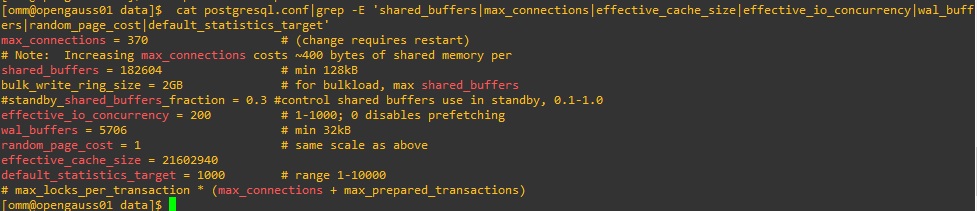 [omm@opengauss01 data]$  cat postgresql.conf|grep -E 'shared_buffers|max_connections|effective_cache_size|effective_io_concurrency|wal_buff
ers|random_page_cost|default_statistics_target'
max_connections = 370                   # (change requires restart)
# Note:  Increasing max_connections costs ~400 bytes of shared memory per
shared_buffers = 182604                 # min 128kB
bulk_write_ring_size = 2GB              # for bulkload, max shared_buffers
#standby_shared_buffers_fraction = 0.3 #control shared buffers use in standby, 0.1-1.0
effective_io_concurrency = 200          # 1-1000; 0 disables prefetching
wal_buffers = 5706                      # min 32kB
random_page_cost = 1                    # same scale as above
effective_cache_size = 21602940
default_statistics_target = 1000        # range 1-10000
# max_locks_per_transaction * (max_connections + max_prepared_transactions)
[omm@opengauss01 data]$